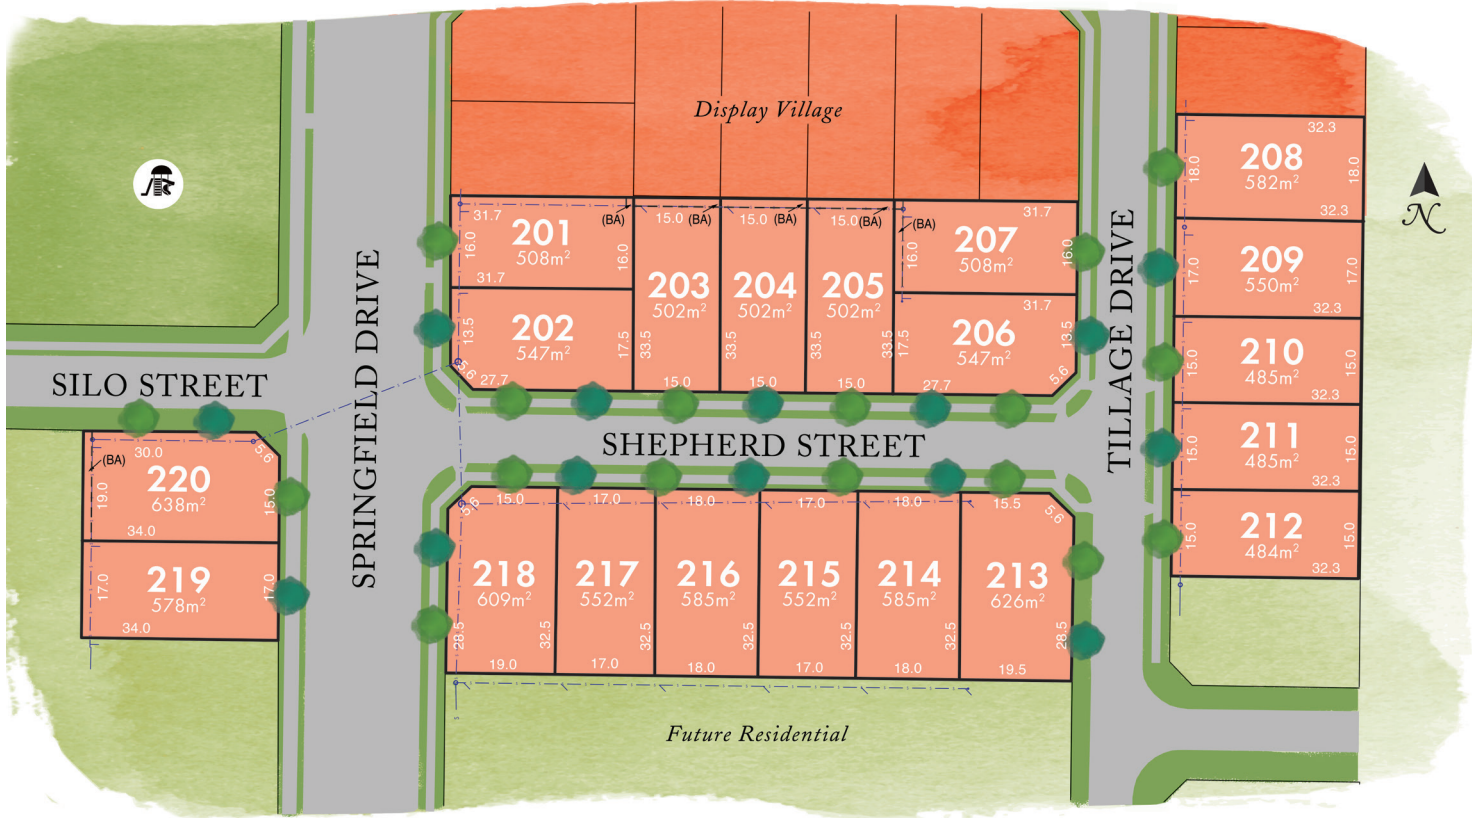 Display Village
N
SILO STREET
SPRINGFIELD DRIVE
SHEPHERD STREET
TILLAGE DRIVE
Future Residential
31.7
(BA)
16.0
201
508m²
16.0
31.7
13.5
202
547m²
17.5
5.6
27.7
15.0
(BA)
203
502m²
33.5
15.0
15.0
(BA)
204
502m²
33.5
15.0
15.0
(BA)
205
502m²
33.5
33.5
15.0
(BA)
31.7
16.0
207
508m²
16.0
31.7
17.5
206
547m²
13.5
27.7
5.6
32.3
18.0
208
582m²
18.0
32.3
17.0
209
550m²
17.0
32.3
15.0
210
485m²
15.0
32.3
15.0
211
485m²
15.0
32.3
15.0
212
484m²
15.0
32.3
30.0
5.6
(BA)
19.0
220
638m²
15.0
34.0
17.0
219
578m²
17.0
34.0
5.6
15.0
218
609m²
28.5
32.5
19.0
17.0
217
552m²
32.5
17.0
18.0
216
585m²
32.5
18.0
17.0
215
552m²
32.5
17.0
18.0
214
585m²
32.5
18.0
15.5
5.6
213
626m²
28.5
19.5